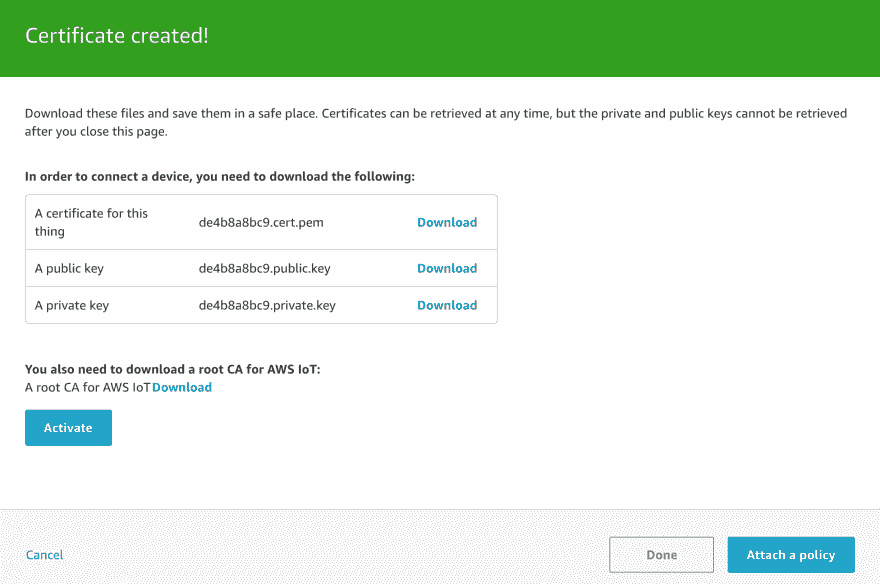 Certificate created!
Download these files and save them in a safe place. Certificates can be retrieved at any time, but the private and public keys cannot be retrieved
after you close this page.
In order to connect a device, you need to download the following:
A certificate for this
thing
de4b8a8bc9.cert.pem
Download
A public key de4b8a8bc9.public.key Download
A private key de4b8a8bc9.private.key Download
You also need to download a root CA for AWS IoT:
A root CA for AWS IoT Download
Activate
Cancel Done Attach a policy